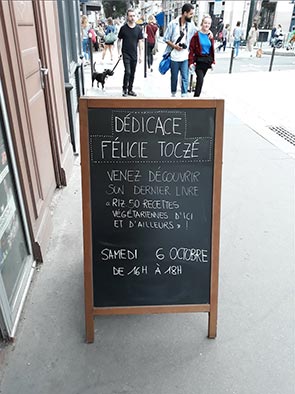 DÉDICACE
FÉLICIE TOCZÉ
VENEZ DÉCOUVRIR
SON DERNIER LIVRE
« RIZ 50 RECETTES
VÉGÉTARIENNES D'ICI
ET D'AILLEURS » !
SAMEDI 6 OCTOBRE
DE 16H À 18H